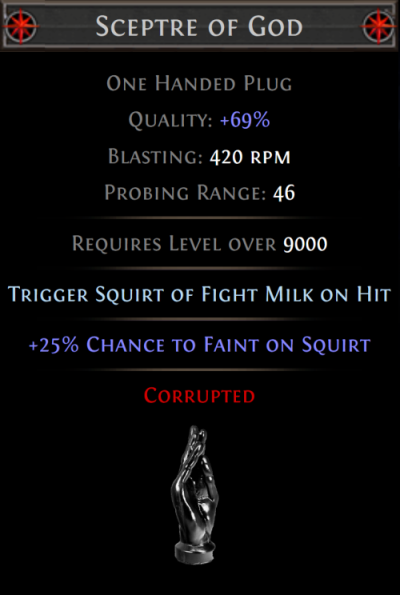 Sceptre of God
One Handed Plug
Quality: +69%
Blasting: 420 rpm
Probing Range: 46
Requires Level over 9000
Trigger Squirt of Fight Milk on Hit
+25% Chance to Faint on Squirt
Corrupted